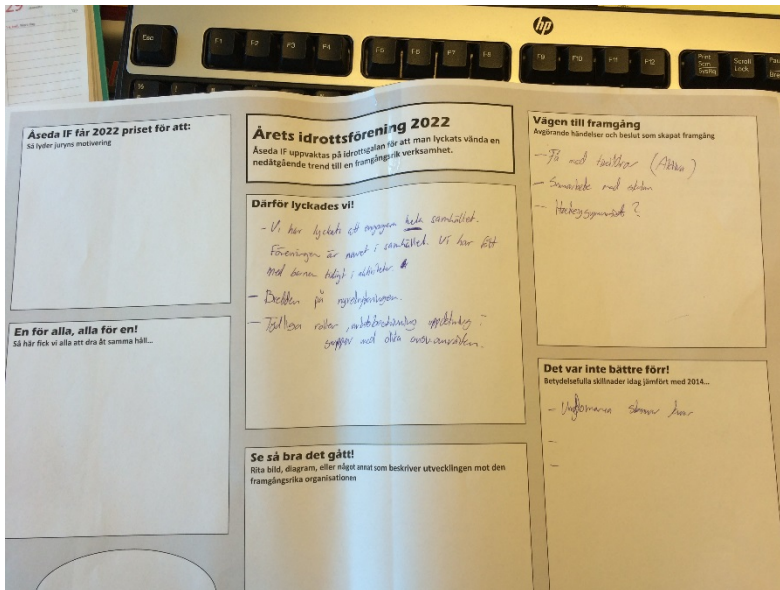 hp
Esc
F1
F2
F3
F4
F5
F6
F7
F8
F9
F10
F11
F12
Print
Scrn
SysRq
Scroll
Lock
Åseda IF får 2022 priset för att:
Så lyder juryns motivering
Årets idrottsförening 2022
Åseda IF uppvaktas på idrottsgalan för att man lyckats vända en
nedåtgående trend till en framgångsrik verksamhet.
Vägen till framgång
Avgörande händelser och beslut som skapat framgång
- Få med föräldrar (Aktiva)
- Samarbete med skolan
- Hockeygymnasiet?
Därför lyckades vi!
- Vi har lyckats att engagera hela samhället.
Föreningen är navet i samhället. Vi har fått
med barnen tidigt i aktiviteter
- Bredden på
- Tydliga roller, uppdelning i
grupper med olika ansvarsområden.
En för alla, alla för en!
Så här fick vi alla att dra åt samma håll...
Det var inte bättre förr!
Betydelsefulla skillnader idag jämfört med 2014...
- Ungdomarna stannar kvar
-
-
Se så bra det gått!
Rita bild, diagram, eller något annat som beskriver utvecklingen mot den
framgångsrika organisationen